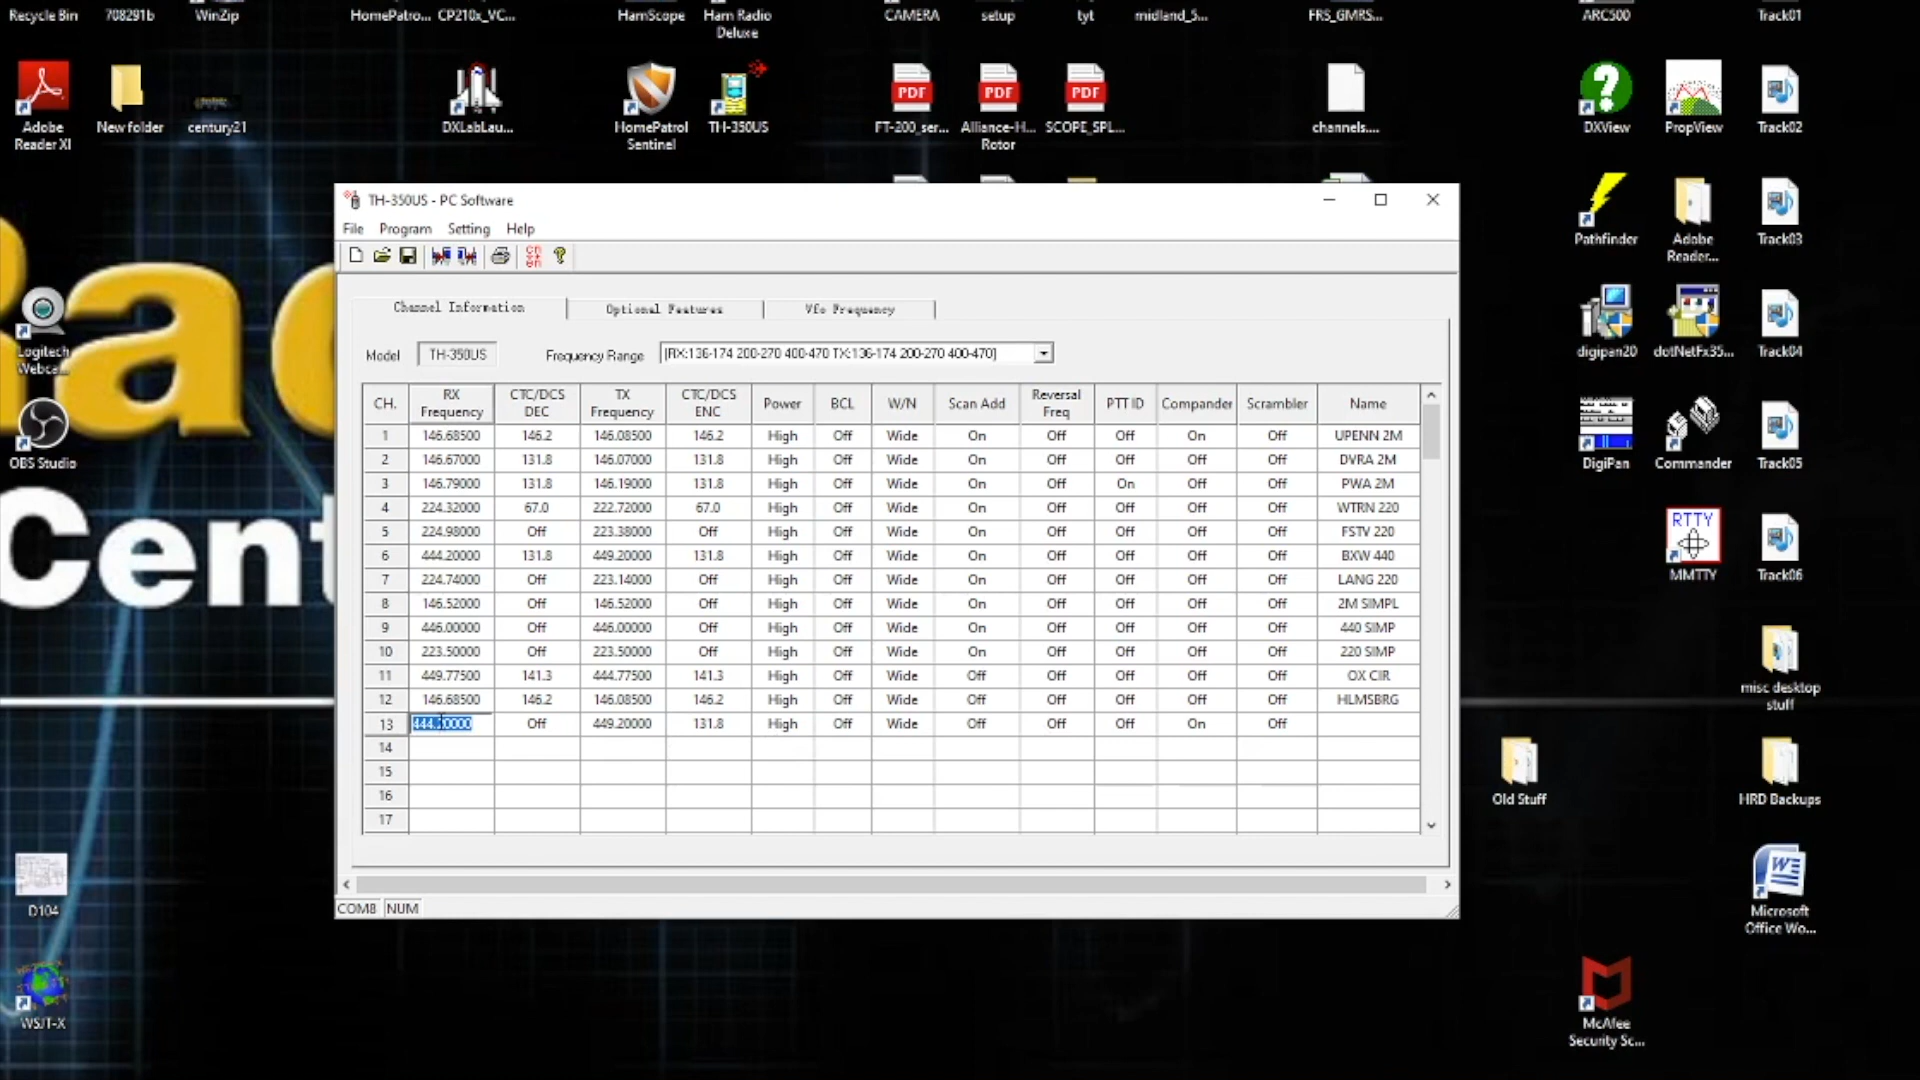 Recycle Bin
708291b
WinZip
HomePatro...
CP210x_VC...
HamScope
Ham Radio
Deluxe
CAMERA
setup
tyt
midland_5...
FRS_GMRS...
ARC500
Track01
Adobe
Reader XI
New folder
century21
DXLabLau...
HomePatrol
Sentinel
TH-350US
PDF
FT-200_ser...
PDF
Alliance-H...
Rotor
PDF
SCOPE_SPL...
channels....
DXView
PropView
Track02
Pathfinder
Adobe
Reader...
Track03
Logitech
Webca...
digipan20
dotNetFx35...
Track04
OBS Studio
DigiPan
Commander
Track05
RTTY
MMTTY
Track06
misc desktop
stuff
Old Stuff
HRD Backups
D104
Microsoft
Office Wo...
WSJT-X
McAfee
Security Sc...
Rad
Cent
TH-350US - PC Software
File Program Setting Help
Channel Information Optional Features Vfo Frequency
Model TH-350US Frequency Range [RX:136-174 200-270 400-470 TX:136-174 200-270 400-470]
CH. RX Frequency CTC/DCS DEC TX Frequency CTC/DCS ENC Power BCL W/N Scan Add Reversal Freq PTT ID Compander Scrambler Name
1 146.68500 146.2 146.08500 146.2 High Off Wide On Off Off On Off UPENN 2M
2 146.67000 131.8 146.07000 131.8 High Off Wide On Off Off Off Off DVRA 2M
3 146.79000 131.8 146.19000 131.8 High Off Wide On Off On Off Off PWA 2M
4 224.32000 67.0 222.72000 67.0 High Off Wide On Off Off Off Off WTRN 220
5 224.98000 Off 223.38000 Off High Off Wide On Off Off Off Off FSTV 220
6 444.20000 131.8 449.20000 131.8 High Off Wide On Off Off Off Off BXW 440
7 224.74000 Off 223.14000 Off High Off Wide On Off Off Off Off LANG 220
8 146.52000 Off 146.52000 Off High Off Wide On Off Off Off Off 2M SIMPL
9 446.00000 Off 446.00000 Off High Off Wide On Off Off Off Off 440 SIMP
10 223.50000 Off 223.50000 Off High Off Wide On Off Off Off Off 220 SIMP
11 449.77500 141.3 444.77500 141.3 High Off Wide Off Off Off Off Off OX CIR
12 146.68500 146.2 146.08500 146.2 High Off Wide Off Off Off Off Off HLMSBRG
13 444.20000 Off 449.20000 131.8 High Off Wide Off Off Off On Off
14
15
16
17
COM8 NUM